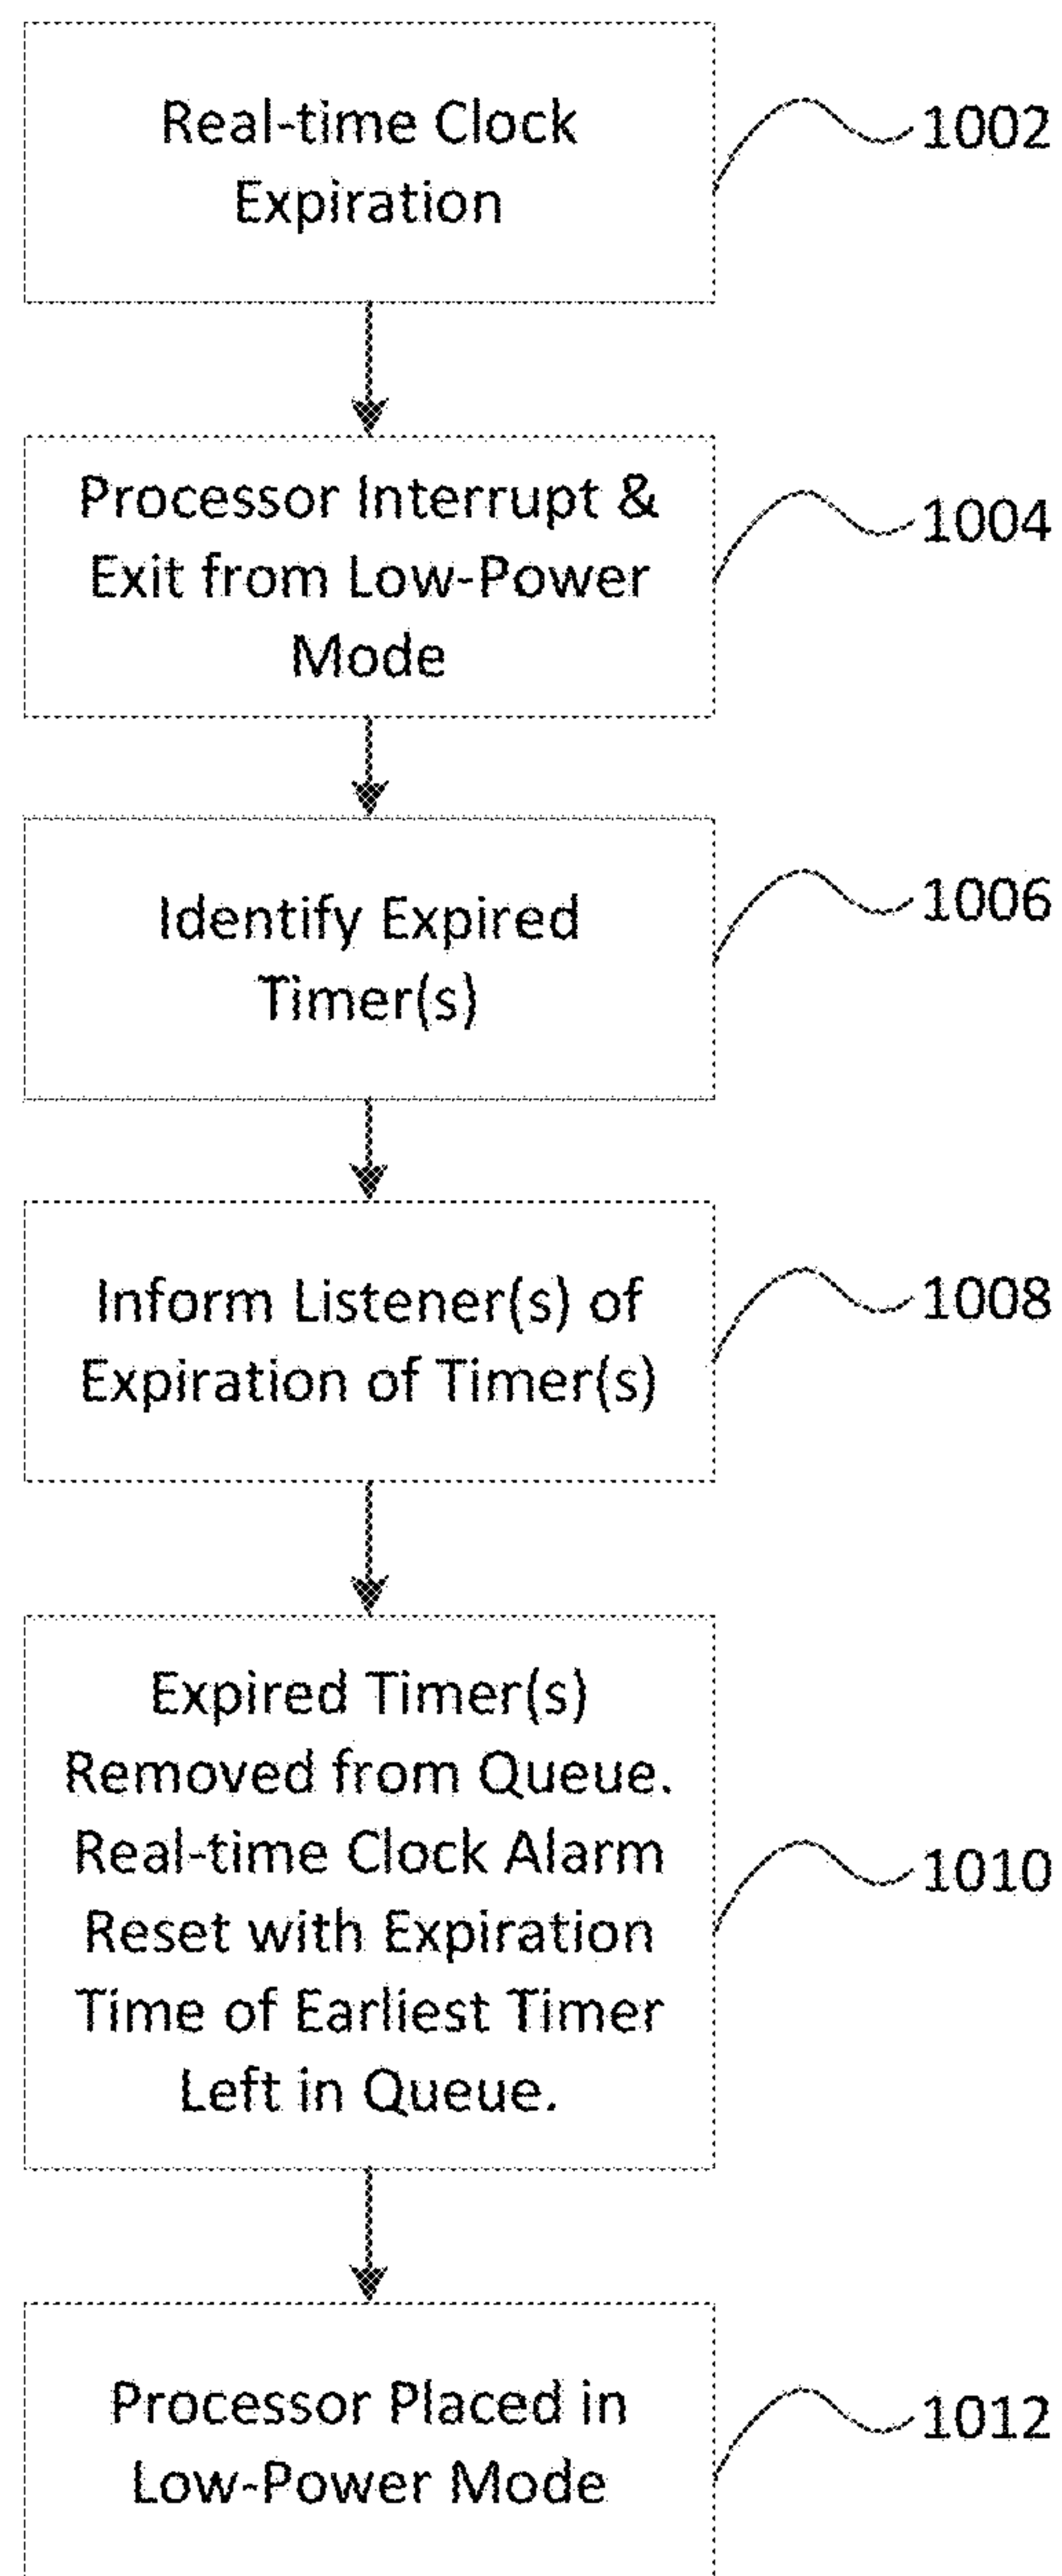 Real-time Clock
Expiration
1002
Processor Interrupt &
Exit from Low-Power
Mode
1004
Identify Expired
Timer(s)
1006
Inform Listener(s) of
Expiration of Timer(s)
1008
Expired Timer(s)
Removed from Queue.
Real-time Clock Alarm
Reset with Expiration
Time of Earliest Timer
Left in Queue.
1010
Processor Placed in
Low-Power Mode
1012